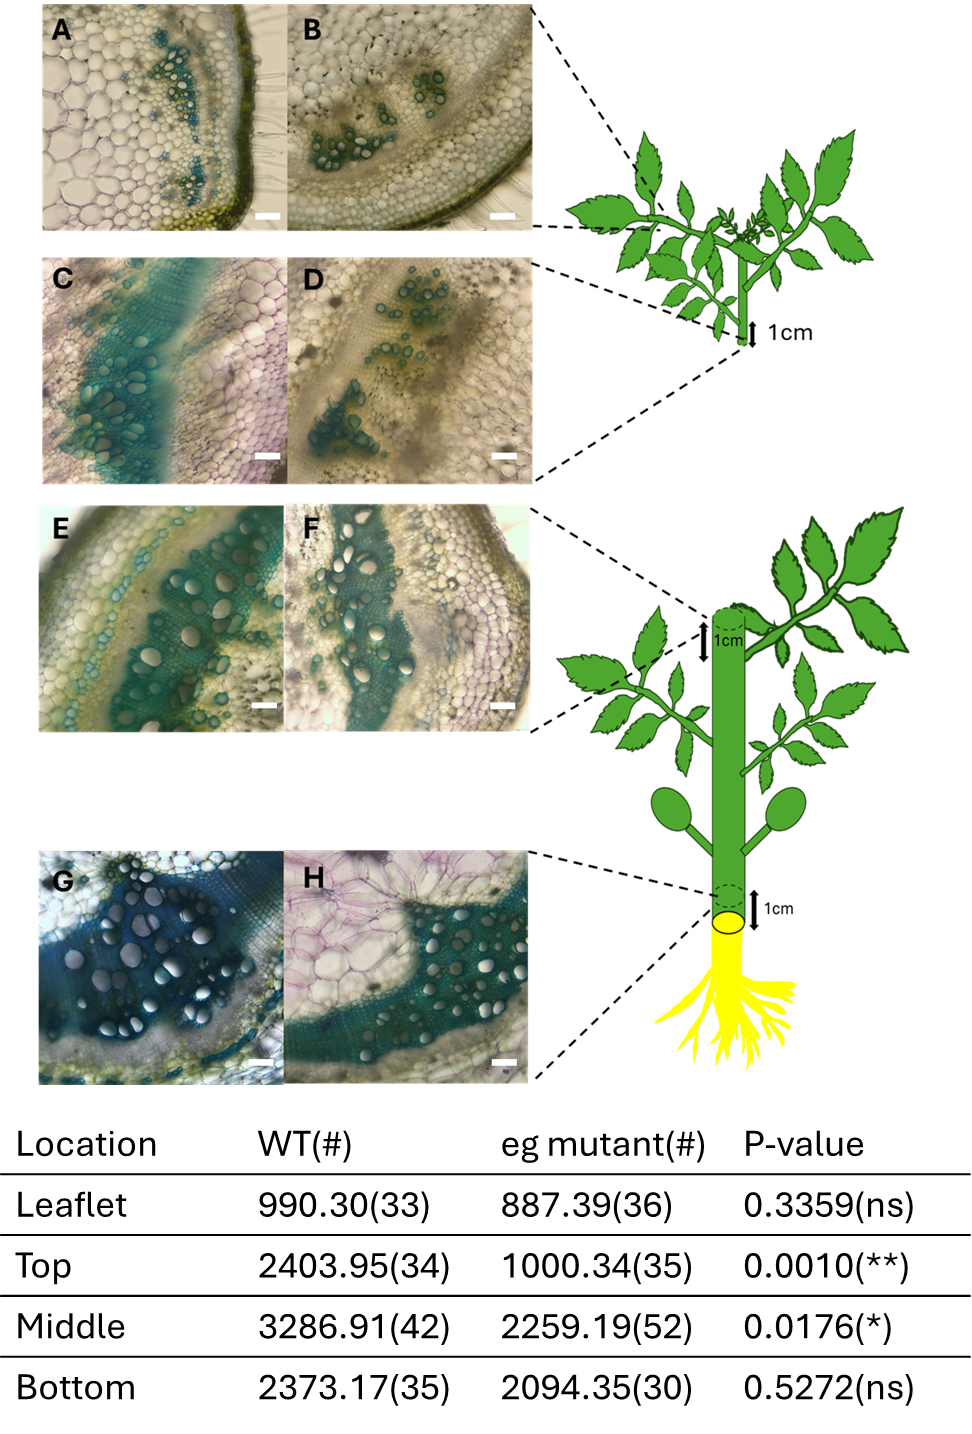 A
B
C
D
1cm
E
F
1cm
G
H
1cm
Location WT(#) eg mutant(#) P-value
Leaflet 990.30(33) 887.39(36) 0.3359(ns)
Top 2403.95(34) 1000.34(35) 0.0010(**)
Middle 3286.91(42) 2259.19(52) 0.0176(*)
Bottom 2373.17(35) 2094.35(30) 0.5272(ns)